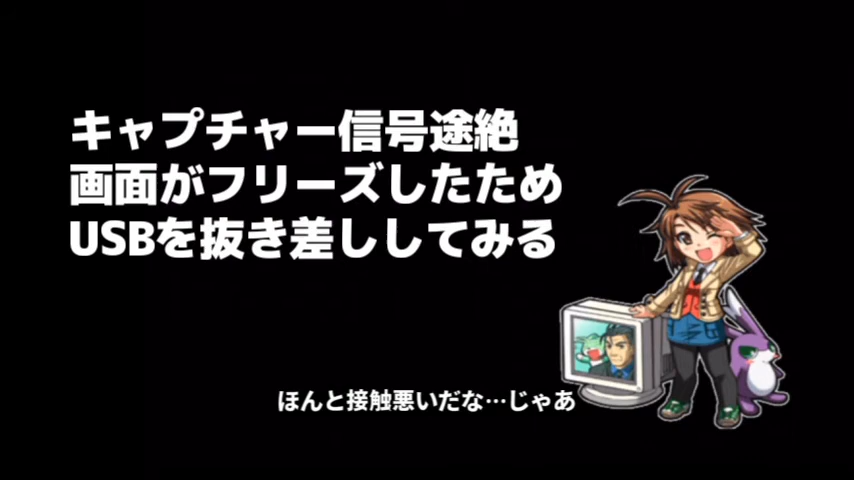 キャプチャー信号途絶
画面がフリーズしたため
USBを抜き差ししてみる
ほんと接触悪いだな…じゃあ